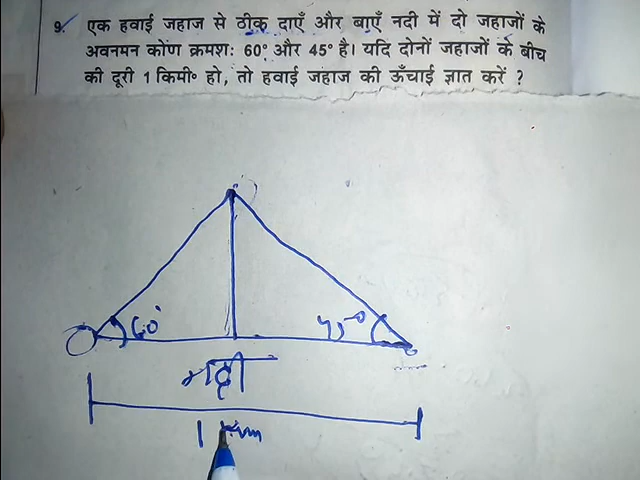 9. एक हवाई जहाज से ठीक दाएँ और बाएँ नदी में दो जहाजों के
अवनमन कोण क्रमशः 60° और 45° है। यदि दोनों जहाजों के बीच
की दूरी 1 किमी० हो, तो हवाई जहाज की ऊँचाई ज्ञात करें ?
60°
45°
नदी
1